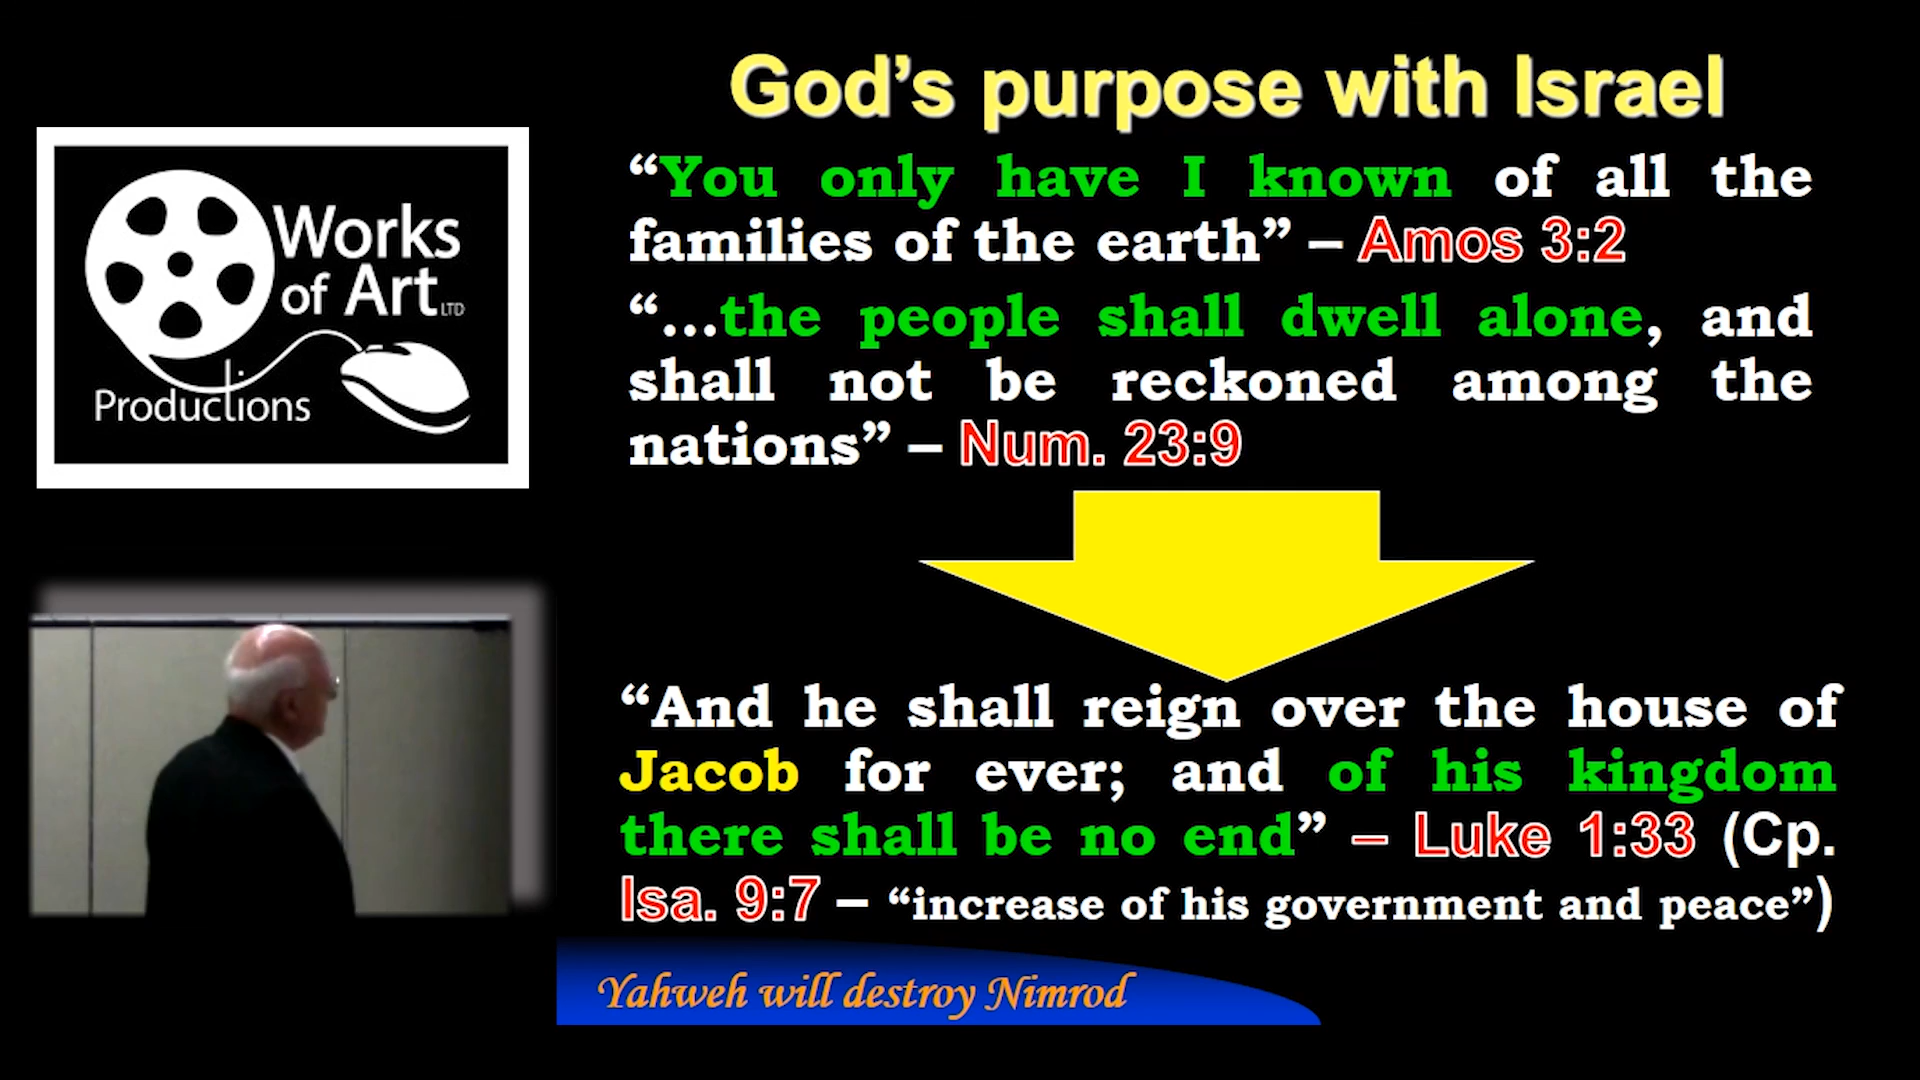 God’s purpose with Israel
“You only have I known of all the
families of the earth” – Amos 3:2
“...the people shall dwell alone, and
shall not be reckoned among the
nations” – Num. 23:9
“And he shall reign over the house of
Jacob for ever; and of his kingdom
there shall be no end” – Luke 1:33 (Cp.
Isa. 9:7 – “increase of his government and peace”)
Yahweh will destroy Nimrod
Works
of Art LTD
Productions